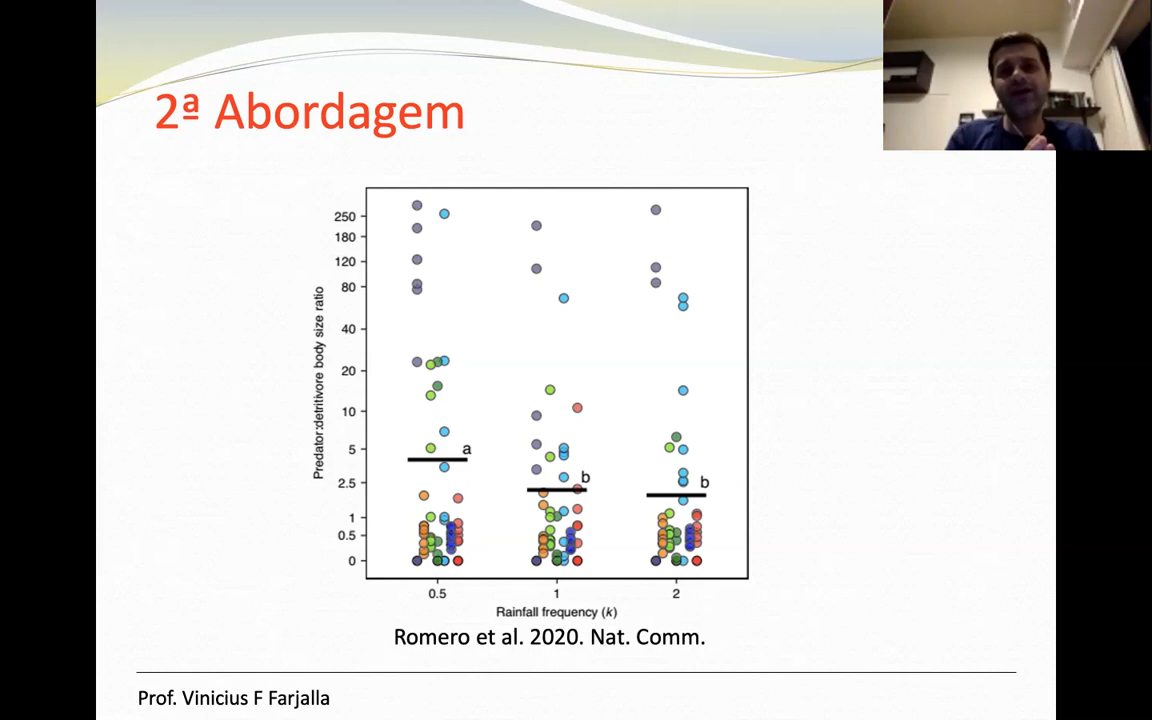 2ª Abordagem
250
180
120
80
40
20
10
5
2.5
1
0.5
0
Predator:detritivore body size ratio
a
b
b
0.5 1 2
Rainfall frequency (k)
Romero et al. 2020. Nat. Comm.
Prof. Vinicius F Farjalla